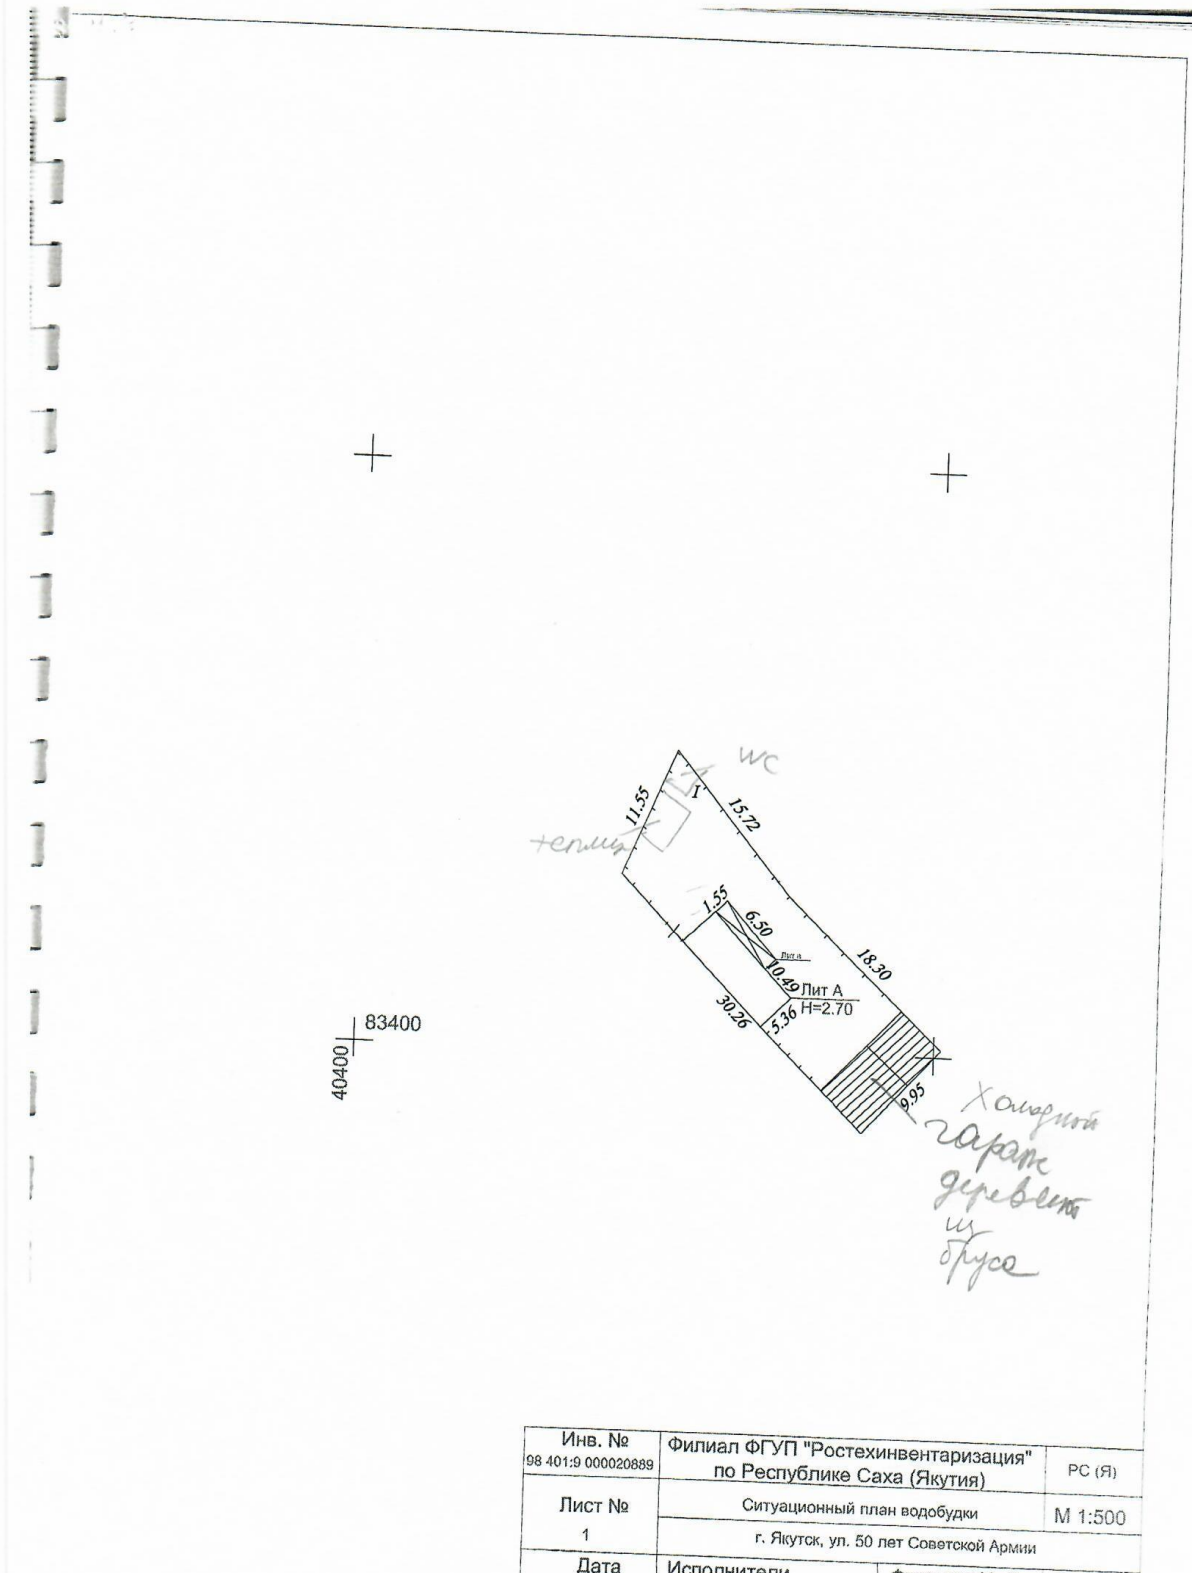 WC
I
11.55
15.72
теплиц
1.55
6.50
10.49
Лит А
H=2.70
18.30
30.26
5.36
83400
40400
9.95
Холодной
гараж
деревян
из
бруса
Инв. №
98 401:9 000020889
Филиал ФГУП "Ростехинвентаризация"
по Республике Саха (Якутия)
РС (Я)
Лист №
1
Ситуационный план водобудки
М 1:500
г. Якутск, ул. 50 лет Советской Армии
Дата
Исполнители